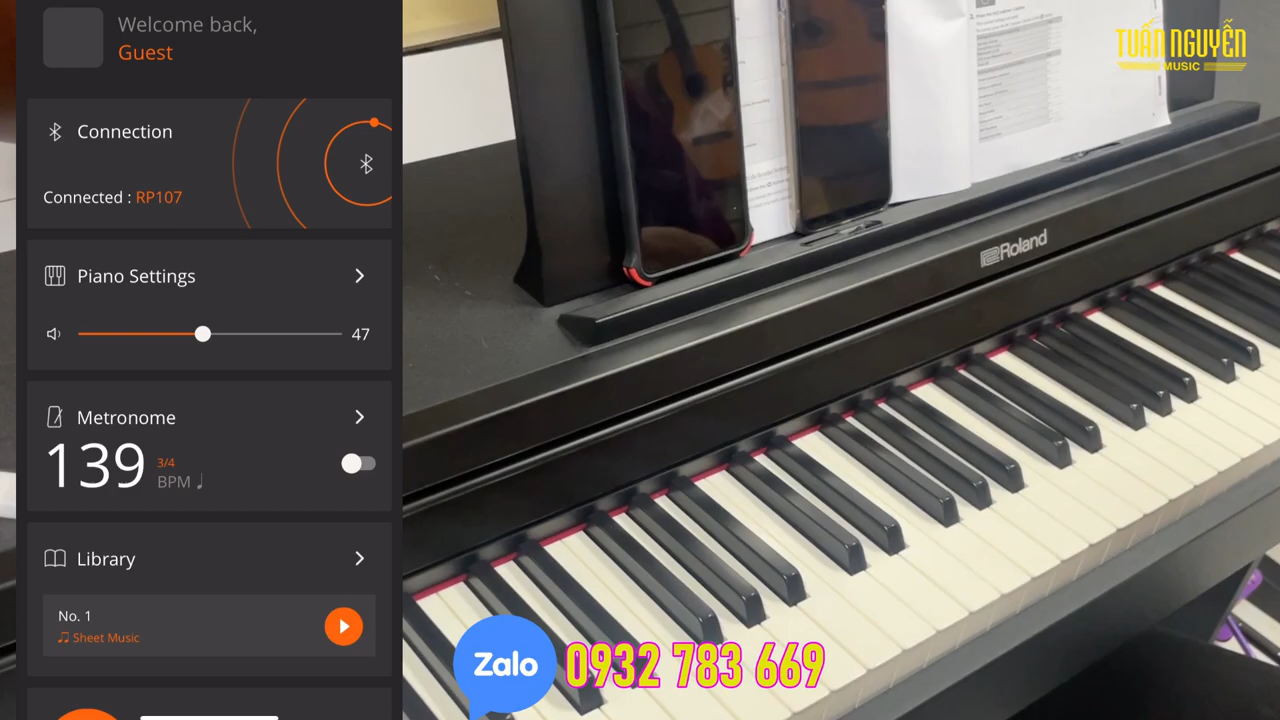 Welcome back,
Guest
Connection
Connected : RP107
Piano Settings
47
Metronome
139
3/4
BPM ♩
Library
No. 1
♫ Sheet Music
Roland
TUẤN NGUYỄN
MUSIC
Zalo
0932 783 669